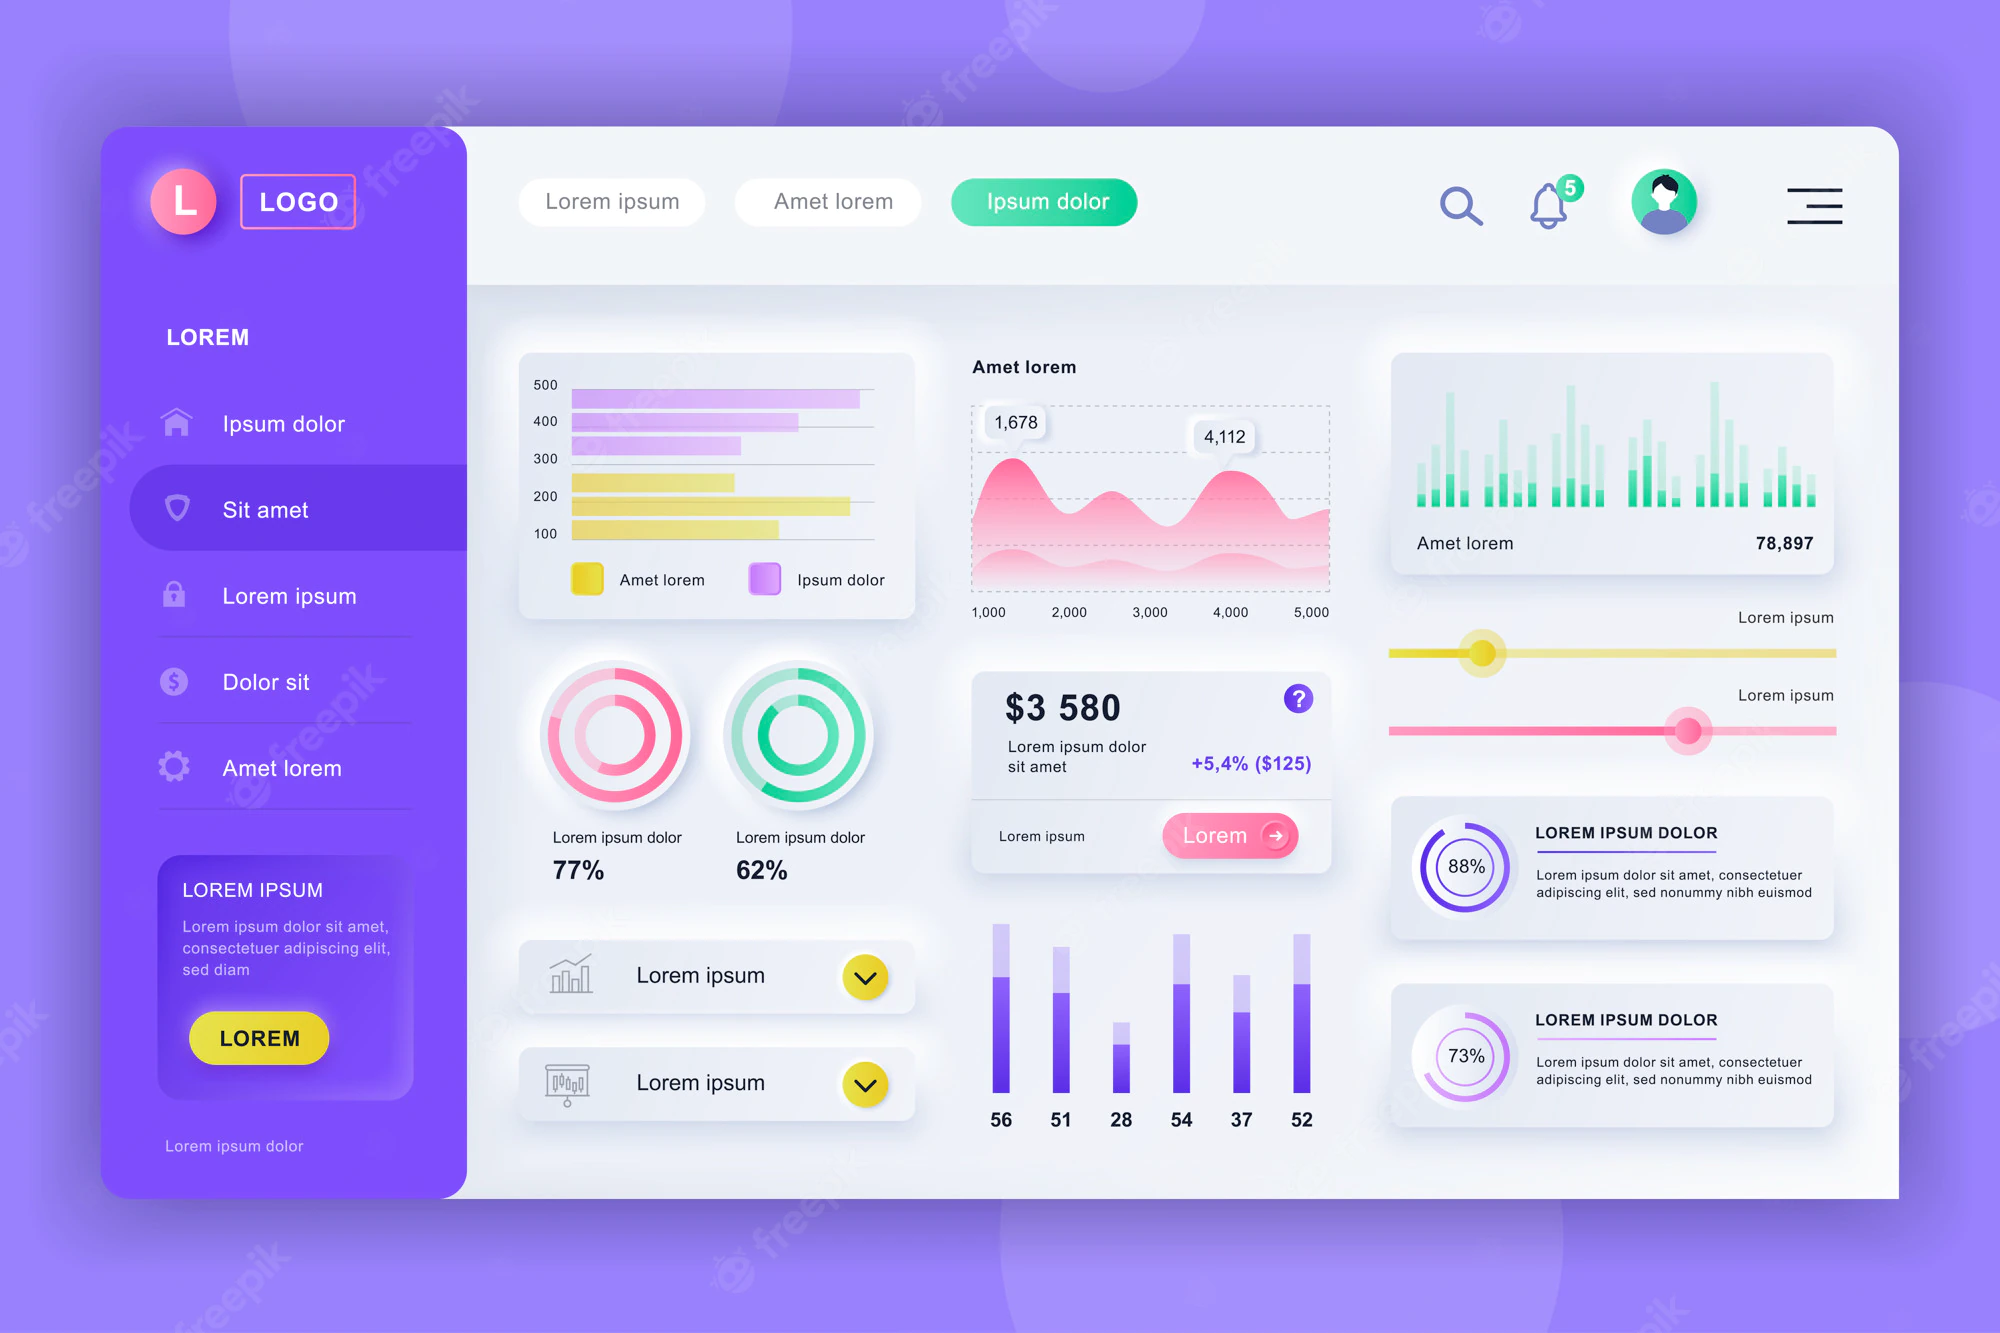 L
LOGO
Lorem ipsum
Amet lorem
Ipsum dolor
5
LOREM
Ipsum dolor
Sit amet
Lorem ipsum
Dolor sit
$
Amet lorem
LOREM IPSUM
Lorem ipsum dolor sit amet,
consectetuer adipiscing elit,
sed diam
LOREM
Lorem ipsum dolor
500
400
300
200
100
Amet lorem
Ipsum dolor
Lorem ipsum dolor
77%
Lorem ipsum dolor
62%
Lorem ipsum
Lorem ipsum
Amet lorem
1,678
4,112
1,000 2,000 3,000 4,000 5,000
$3 580
?
Lorem ipsum dolor
sit amet
+5,4% ($125)
Lorem ipsum
Lorem
56 51 28 54 37 52
Amet lorem
78,897
Lorem ipsum
Lorem ipsum
88%
LOREM IPSUM DOLOR
Lorem ipsum dolor sit amet, consectetuer
adipiscing elit, sed nonummy nibh euismod
73%
LOREM IPSUM DOLOR
Lorem ipsum dolor sit amet, consectetuer
adipiscing elit, sed nonummy nibh euismod
freepik
freepik
freepik
freepik
freepik
freepik
freepik